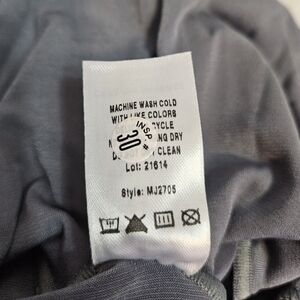 MACHINE WASH COLD
WITH LIKE COLORS
CYCLE
DRY
CLEAN
Lot: 21614
Style: MJ2705
INSP. #
30